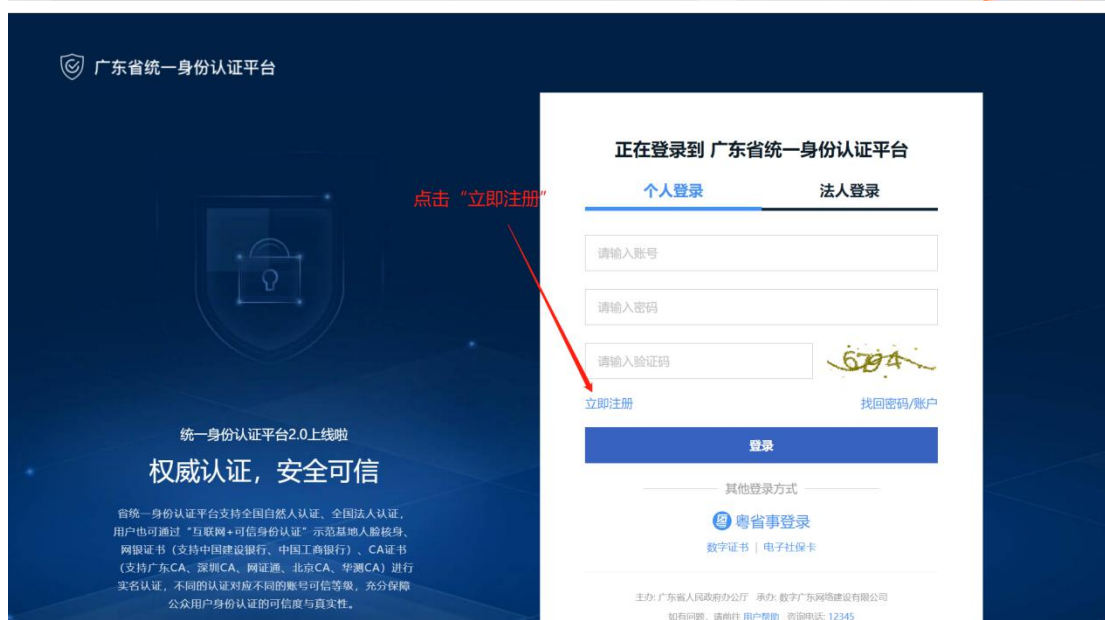 广东省统一身份认证平台
正在登录到 广东省统一身份认证平台
个人登录 法人登录
点击“立即注册”
请输入账号
请输入密码
请输入验证码 6794
立即注册 找回密码/账户
登录
其他登录方式
粤省事登录
数字证书 | 电子社保卡
主办: 广东省人民政府办公厅 承办: 数字广东网络建设有限公司
如有问题，请前往 用户帮助 咨询电话: 12345
统一身份认证平台2.0上线啦
权威认证，安全可信
省统一身份认证平台支持全国自然人认证、全国法人认证，
用户也可通过“互联网+可信身份认证”示范基地人脸核身、
网银证书（支持中国建设银行、中国工商银行）、CA证书
（支持广东CA、深圳CA、网证通、北京CA、华测CA）进行
实名认证，不同的认证对应不同的账号可信等级，充分保障
公众用户身份认证的可信度与真实性。